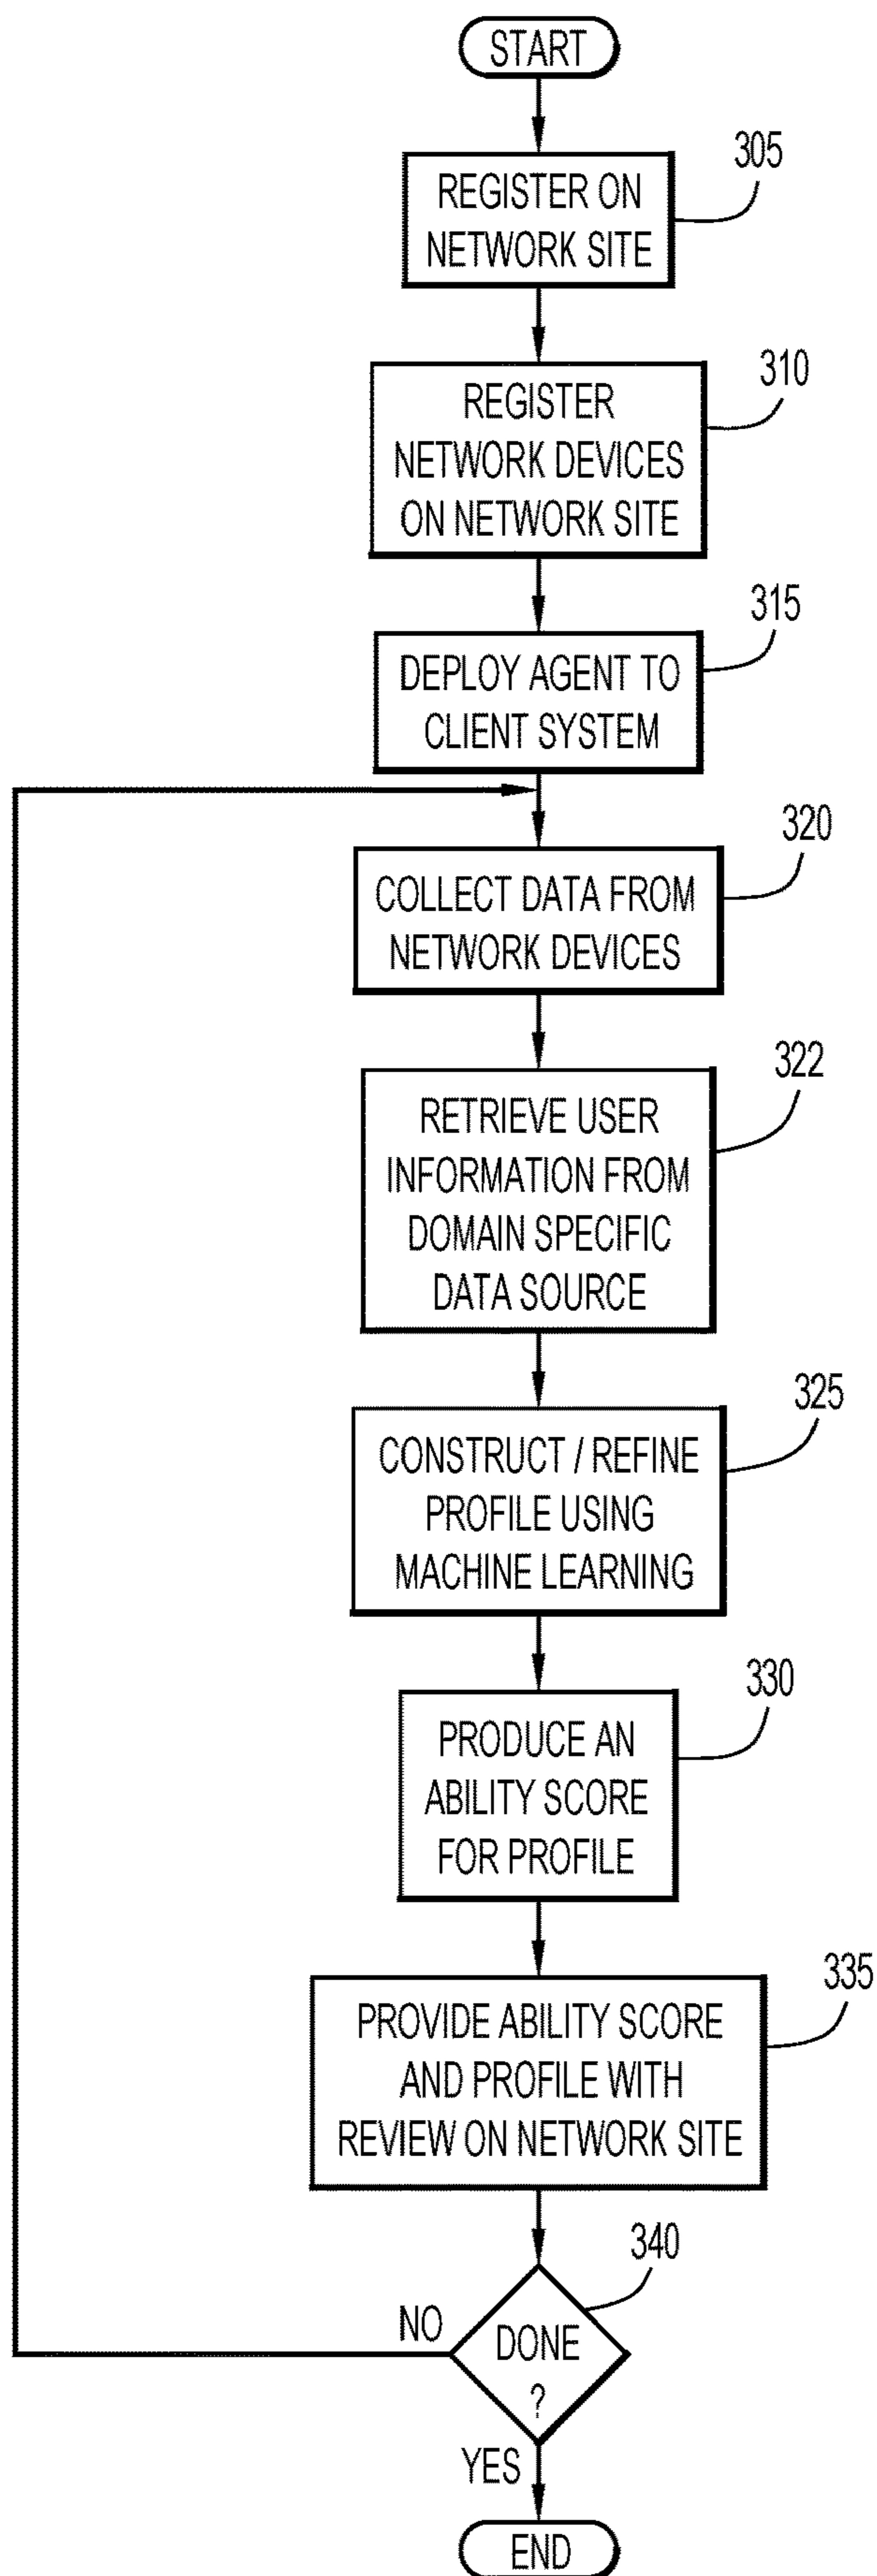 START
305
REGISTER ON
NETWORK SITE
310
REGISTER
NETWORK DEVICES
ON NETWORK SITE
315
DEPLOY AGENT TO
CLIENT SYSTEM
320
COLLECT DATA FROM
NETWORK DEVICES
322
RETRIEVE USER
INFORMATION FROM
DOMAIN SPECIFIC
DATA SOURCE
325
CONSTRUCT / REFINE
PROFILE USING
MACHINE LEARNING
330
PRODUCE AN
ABILITY SCORE
FOR PROFILE
335
PROVIDE ABILITY SCORE
AND PROFILE WITH
REVIEW ON NETWORK SITE
340
NO
DONE
?
YES
END